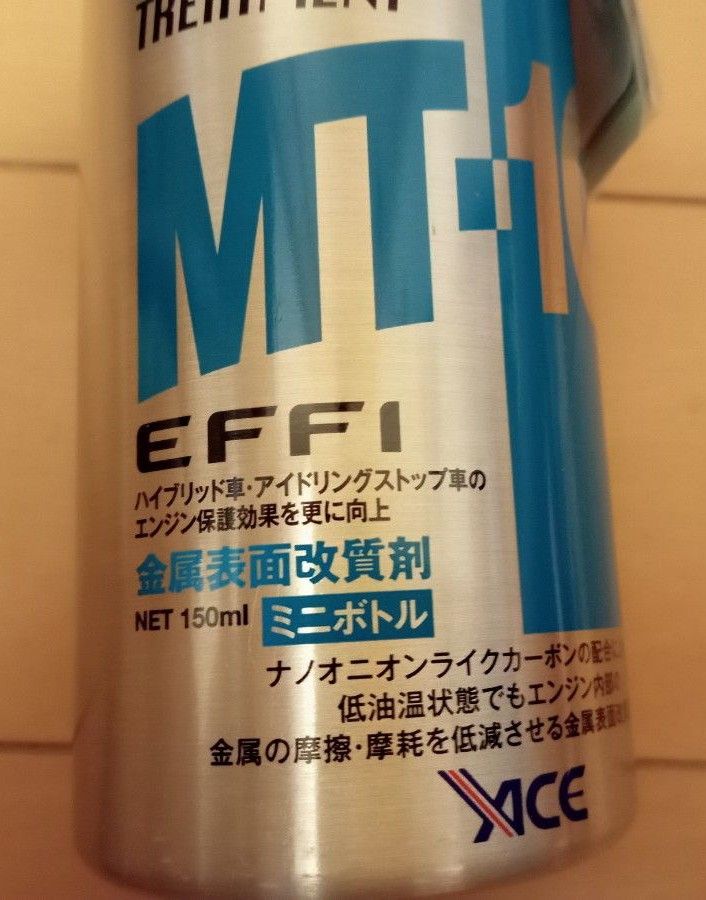 TREATMENT
MT-10
EFFI
ハイブリッド車・アイドリングストップ車の
エンジン保護効果を更に向上
金属表面改質剤
NET 150ml ミニボトル
ナノオニオンライクカーボンの配合に
低油温状態でもエンジン内部の
金属の摩擦・摩耗を低減させる金属表面
ACE